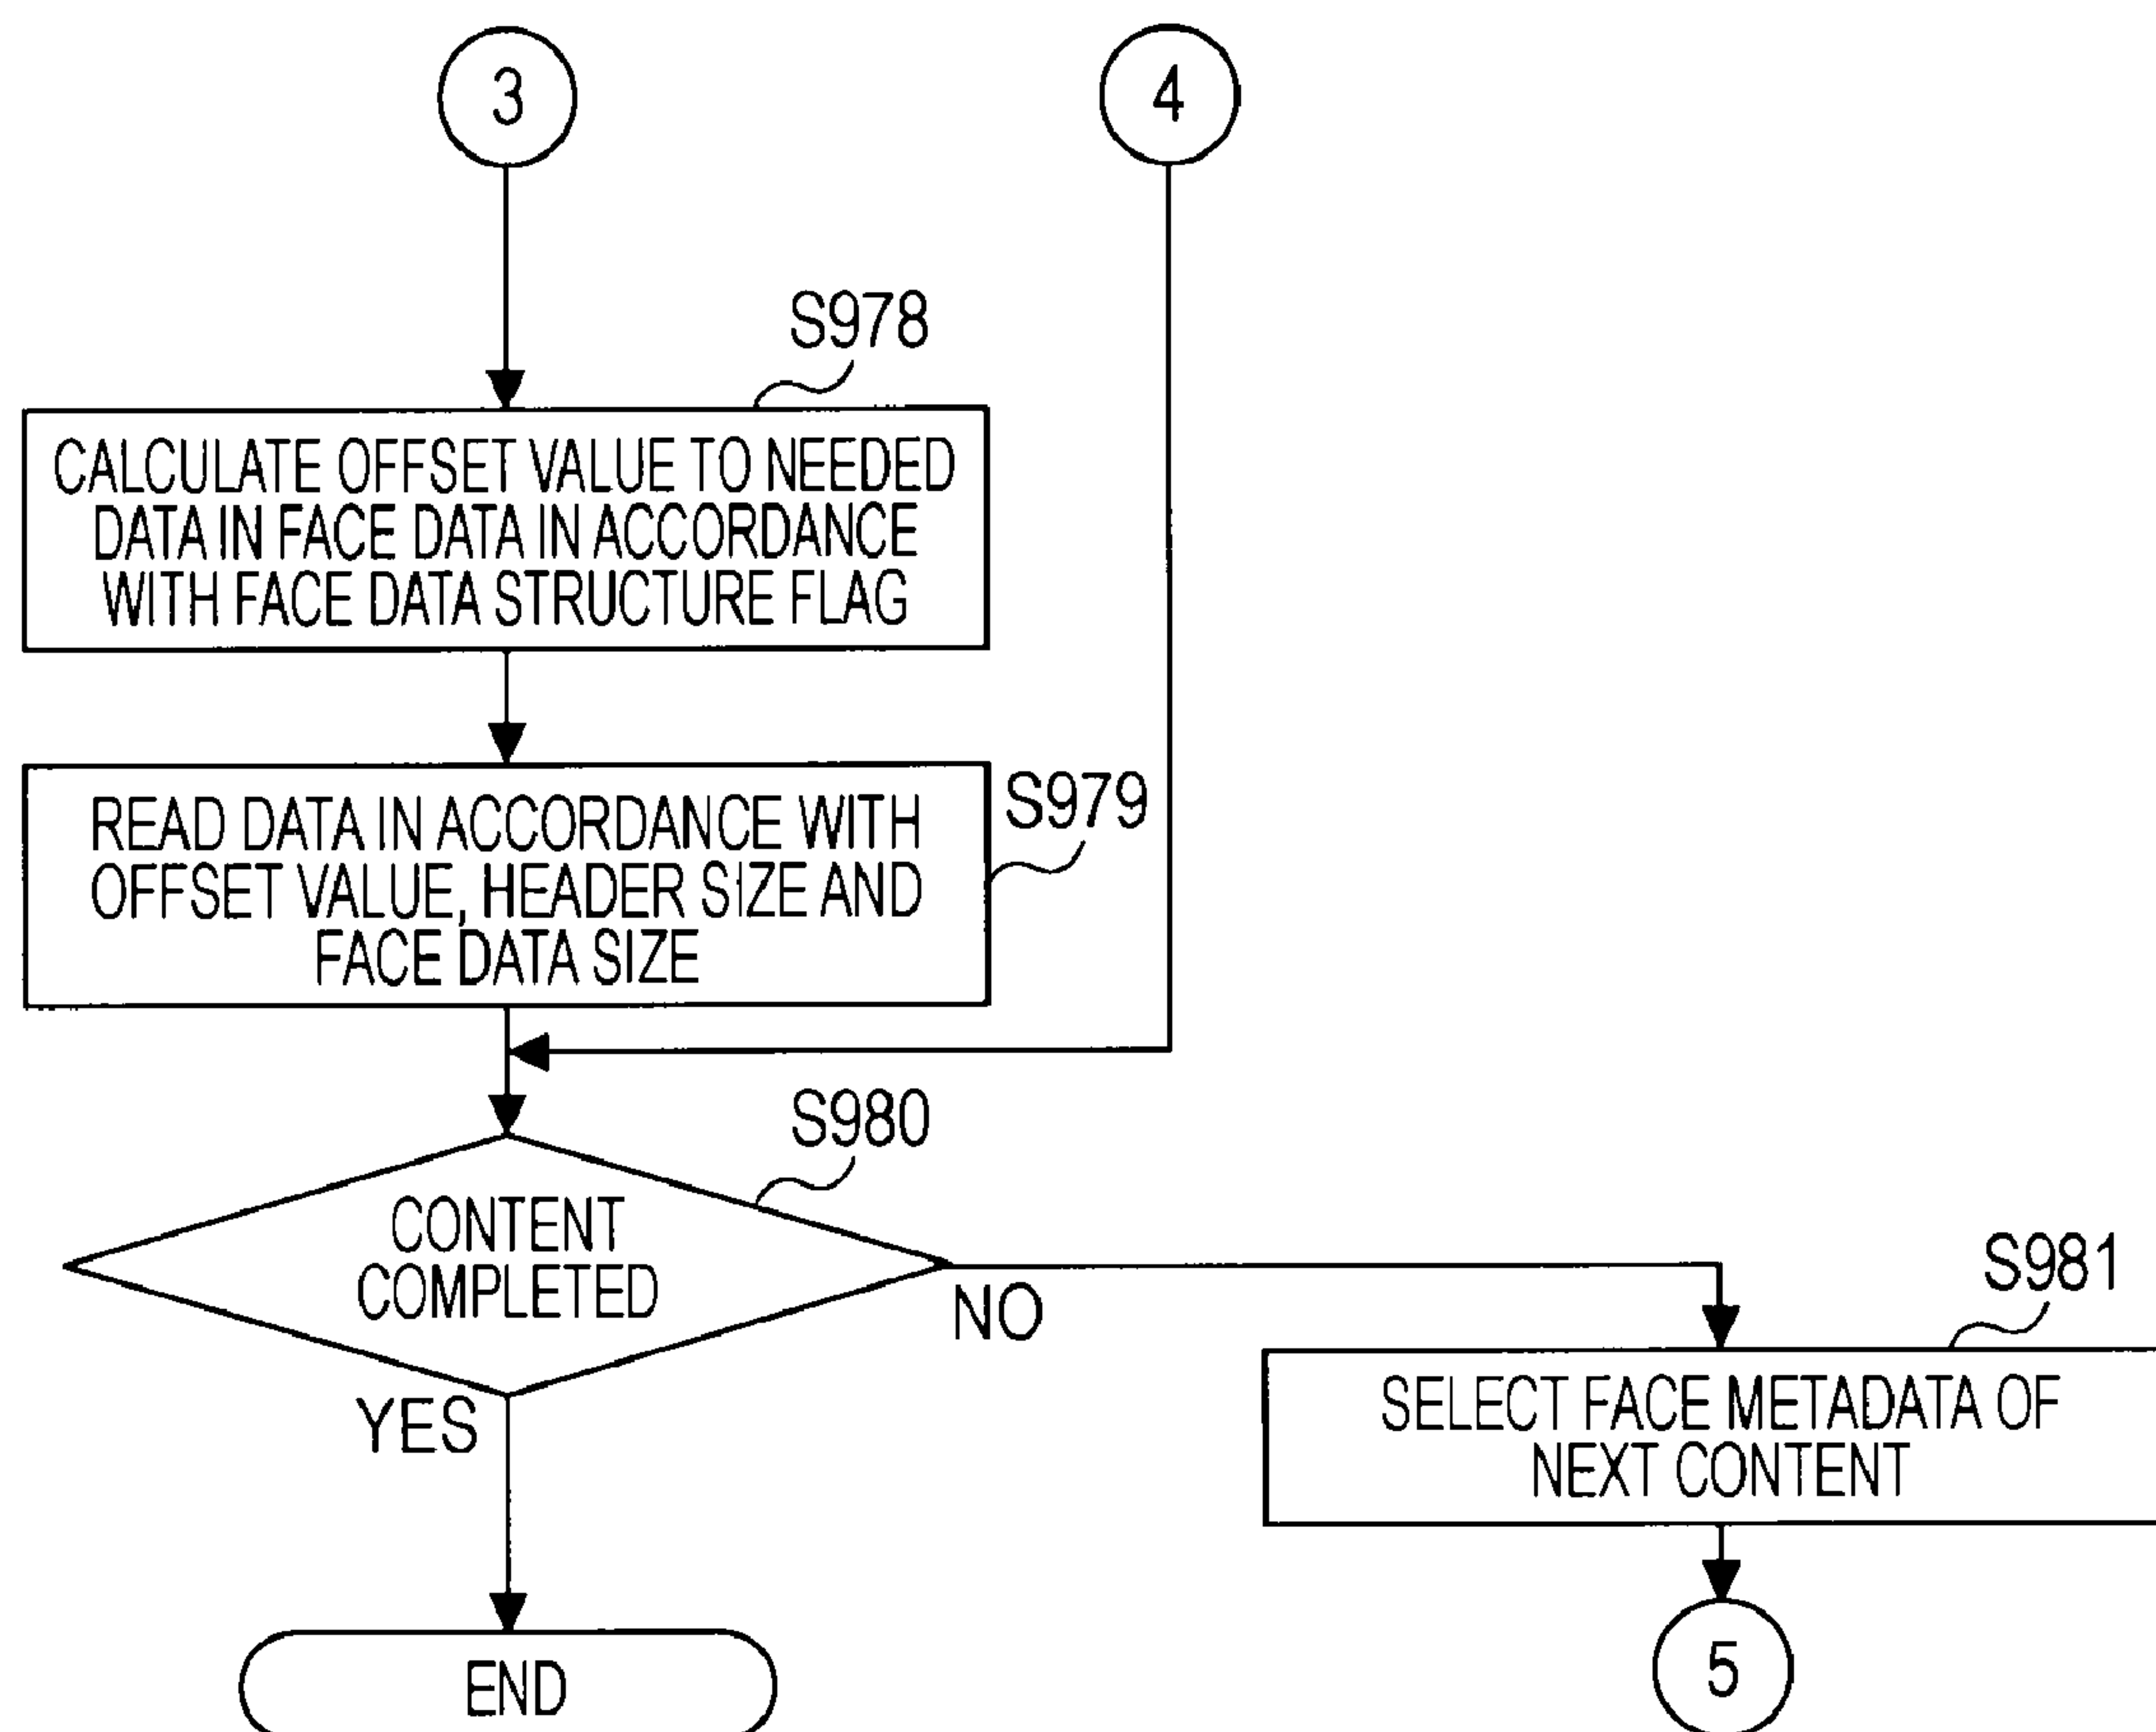 3
4
S978
CALCULATE OFFSET VALUE TO NEEDED
DATA IN FACE DATA IN ACCORDANCE
WITH FACE DATA STRUCTURE FLAG
S979
READ DATA IN ACCORDANCE WITH
OFFSET VALUE, HEADER SIZE AND
FACE DATA SIZE
S980
CONTENT
COMPLETED
NO
YES
S981
SELECT FACE METADATA OF
NEXT CONTENT
END
5